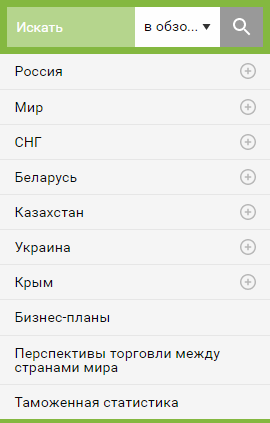 Искать
в обзо...
Россия
Мир
СНГ
Беларусь
Казахстан
Украина
Крым
Бизнес-планы
Перспективы торговли между
странами мира
Таможенная статистика